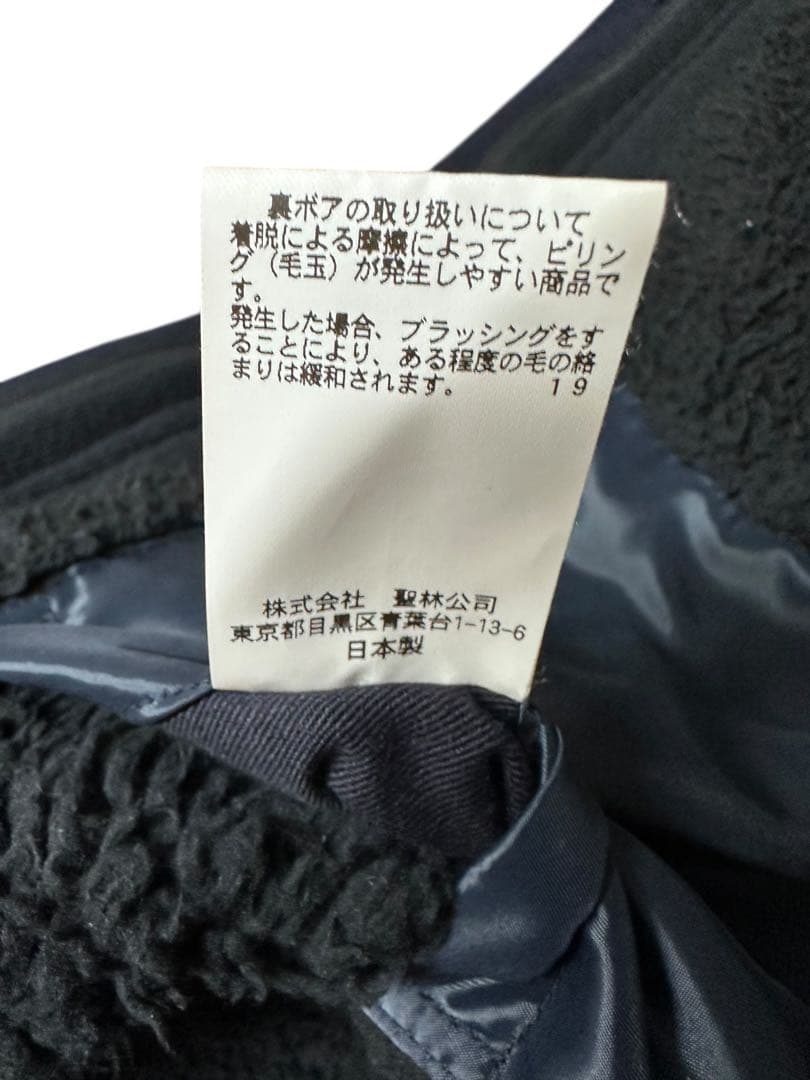 裏ボアの取り扱いについて
着脱による摩擦によって、ピリン
グ（毛玉）が発生しやすい商品で
す。
発生した場合、ブラッシングをす
ることにより、ある程度の毛の絡
まりは緩和されます。 19
株式会社 聖林公司
東京都目黒区青葉台1-13-6
日本製